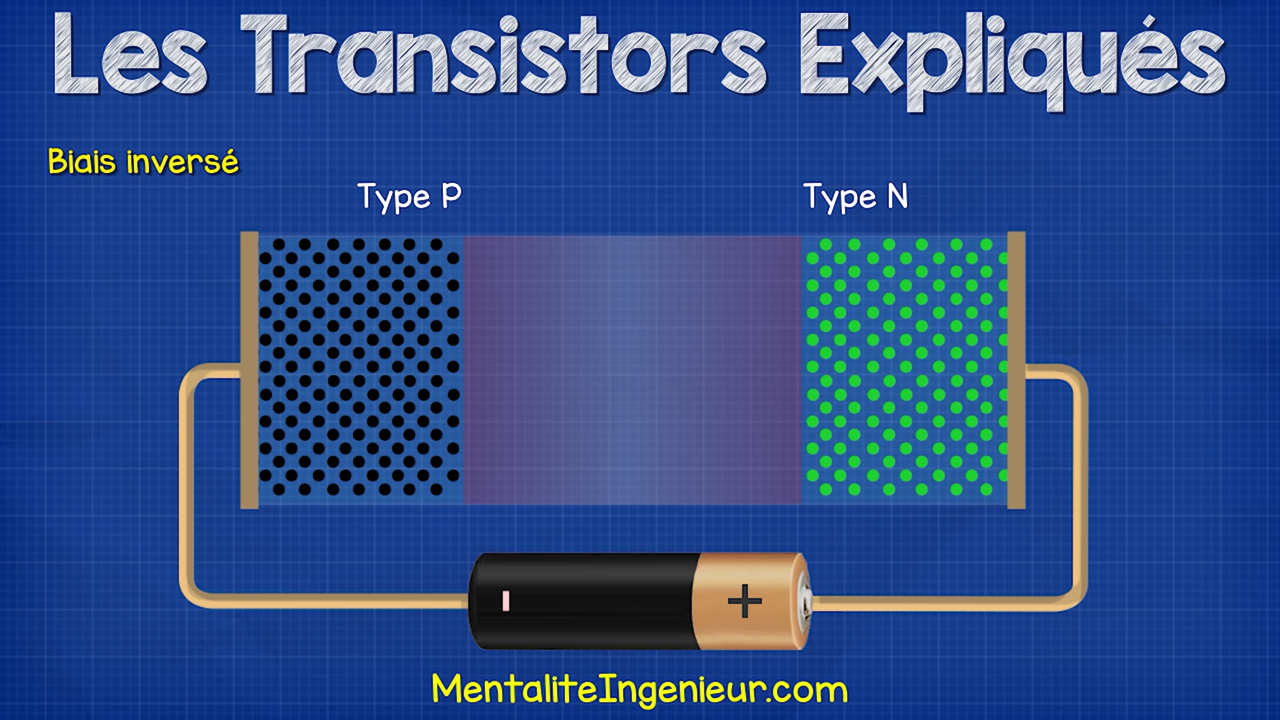 Les Transistors Expliqués
Biais inversé
Type P
Type N
-
+
MentaliteIngenieur.com